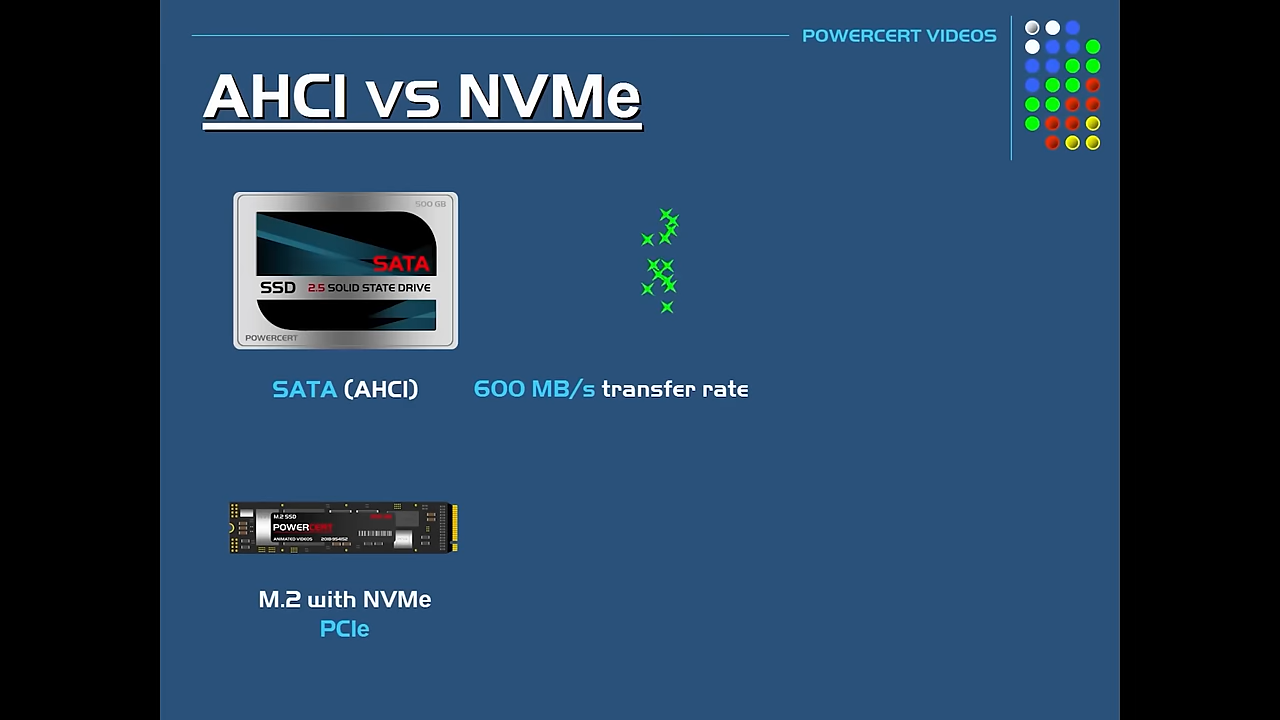 POWERCERT VIDEOS
AHCI vs NVMe
500 GB
SATA
SSD 2.5 SOLID STATE DRIVE
POWERCERT
SATA (AHCI) 600 MB/s transfer rate
M.2 SSD
POWERCERT
ANIMATED VIDEOS
M.2 with NVMe
PCIe